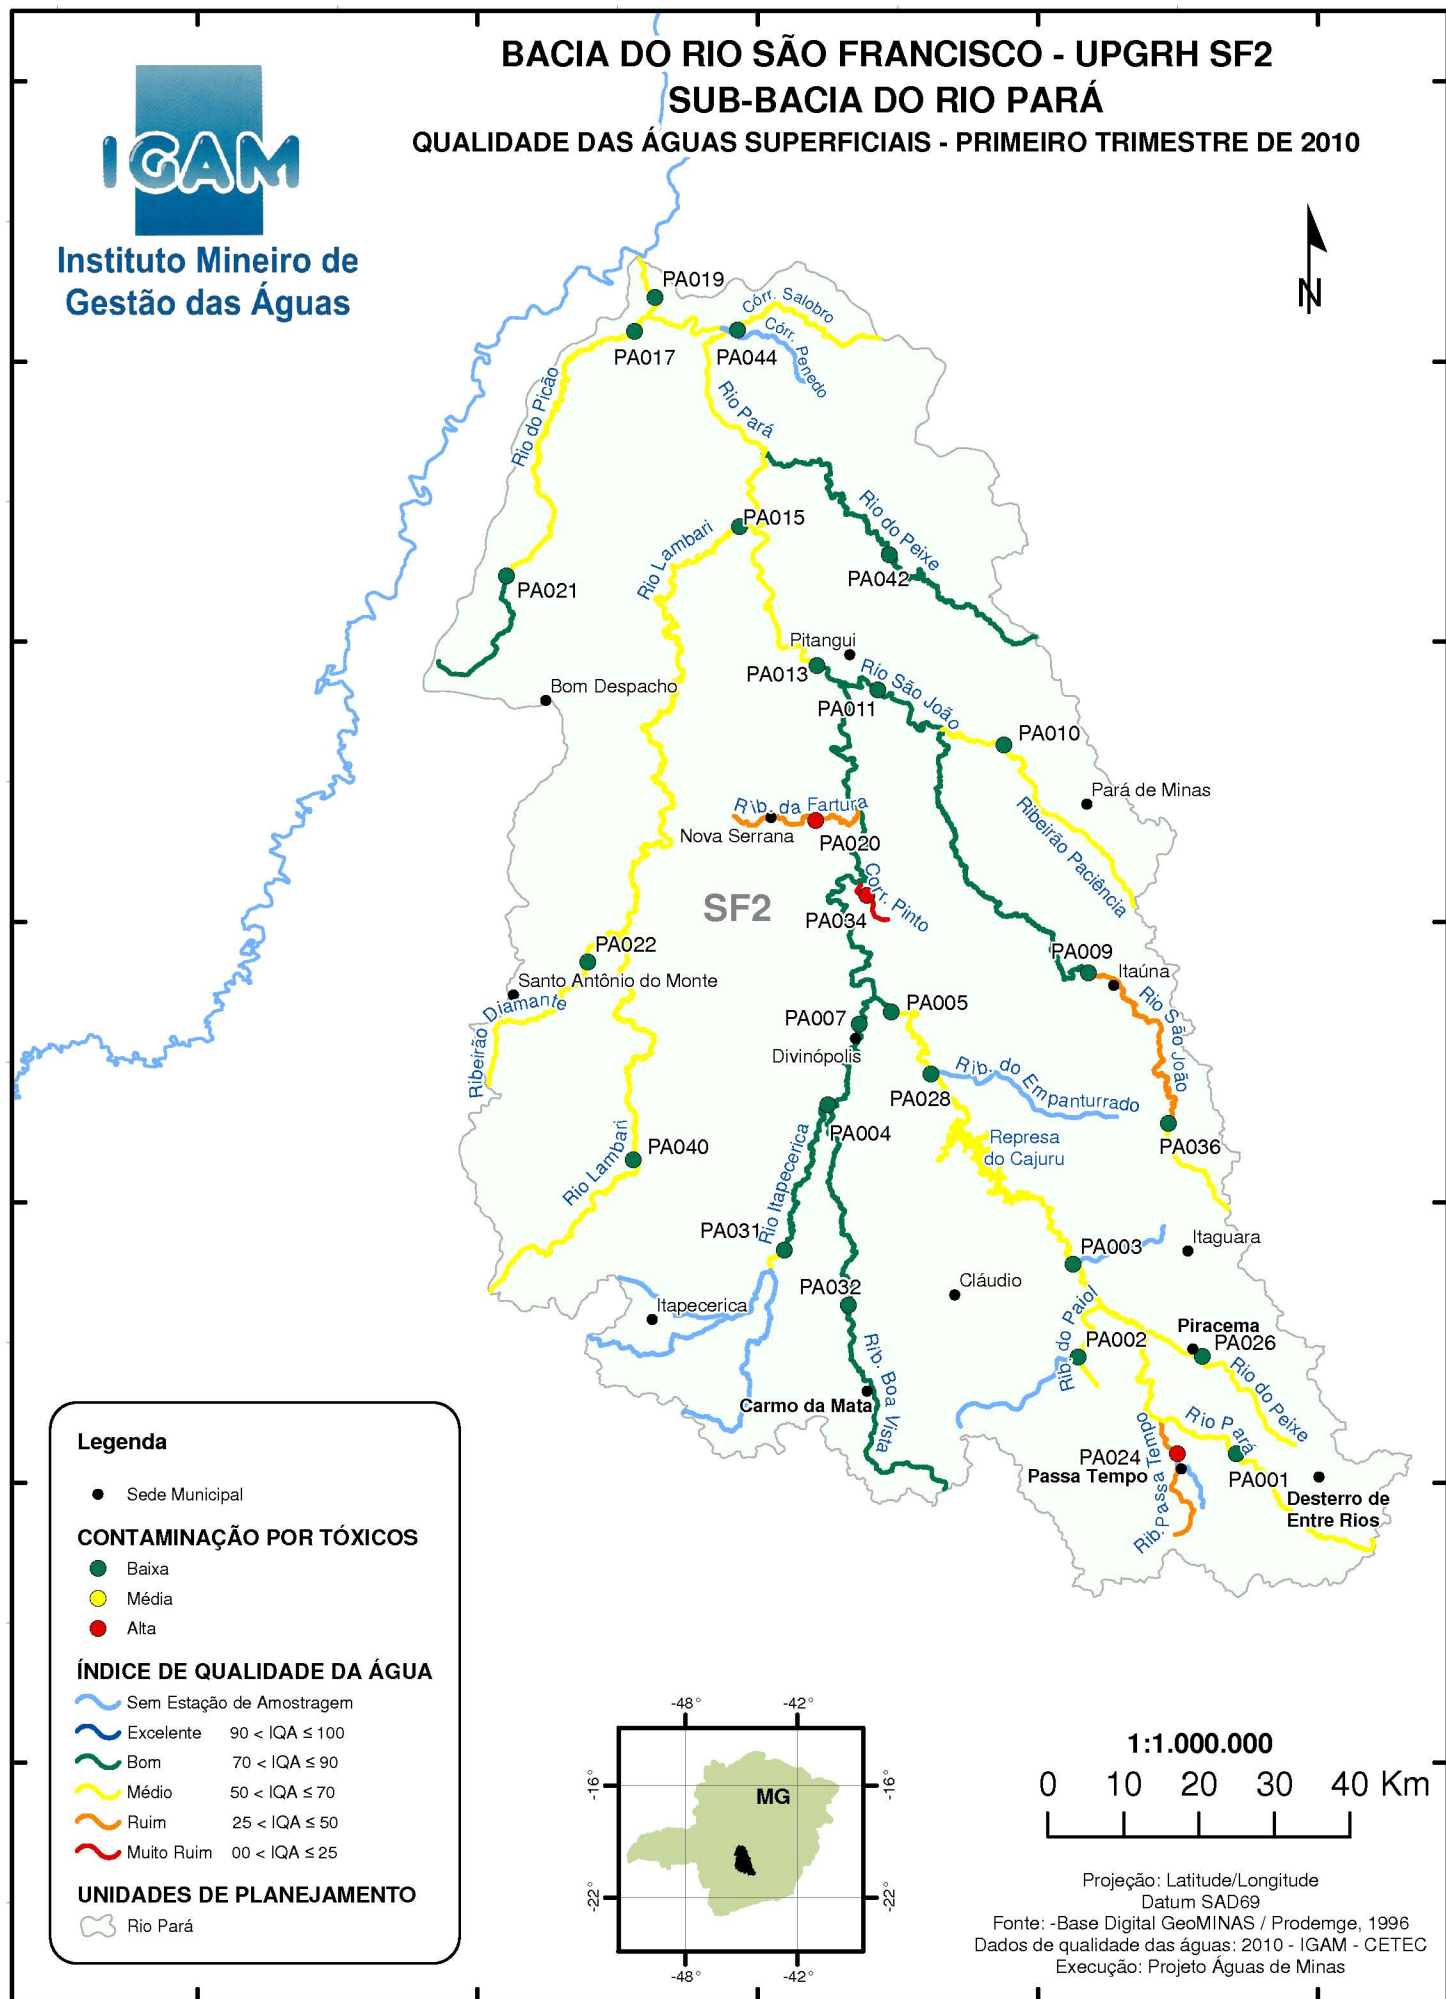 BACIA DO RIO SÃO FRANCISCO - UPGRH SF2
SUB-BACIA DO RIO PARÁ
QUALIDADE DAS ÁGUAS SUPERFICIAIS - PRIMEIRO TRIMESTRE DE 2010
IGAM
Instituto Mineiro de
Gestão das Águas
N
PA019
Córr. Salobro
PA017
PA044
Córr. Penedo
Rio do Picão
Rio Pará
PA015
Rio Lambari
Rio do Peixe
PA042
PA021
Pitangui
PA013
Rio São João
Bom Despacho
PA011
PA010
Pará de Minas
Rib. da Fartura
Nova Serrana
PA020
Ribeirão Paciência
Corr. Pinto
SF2
PA034
PA022
PA009
Itaúna
Santo Antônio do Monte
Ribeirão Diamante
PA005
PA007
Rio São João
Divinópolis
Rib. do Empanturrado
PA028
PA004
Represa
do Cajuru
PA036
PA040
Rio Lambari
Rio Itapecerica
PA031
PA003
Itaguara
PA032
Cláudio
Itapecerica
Rib. do Paiol
Piracema
PA002
PA026
Rio do Peixe
Rib. Boa Vista
Carmo da Mata
Rio Pará
PA024
Passa Tempo
Rib. Passa Tempo
PA001
Desterro de
Entre Rios
Legenda
Sede Municipal
CONTAMINAÇÃO POR TÓXICOS
Baixa
Média
Alta
ÍNDICE DE QUALIDADE DA ÁGUA
Sem Estação de Amostragem
Excelente 90 < IQA ≤ 100
Bom 70 < IQA ≤ 90
Médio 50 < IQA ≤ 70
Ruim 25 < IQA ≤ 50
Muito Ruim 00 < IQA ≤ 25
UNIDADES DE PLANEJAMENTO
Rio Pará
-48° -42°
-16° -16°
MG
-22° -22°
-48° -42°
1:1.000.000
0 10 20 30 40 Km
Projeção: Latitude/Longitude
Datum SAD69
Fonte: -Base Digital GeoMINAS / Prodemge, 1996
Dados de qualidade das águas: 2010 - IGAM - CETEC
Execução: Projeto Águas de Minas